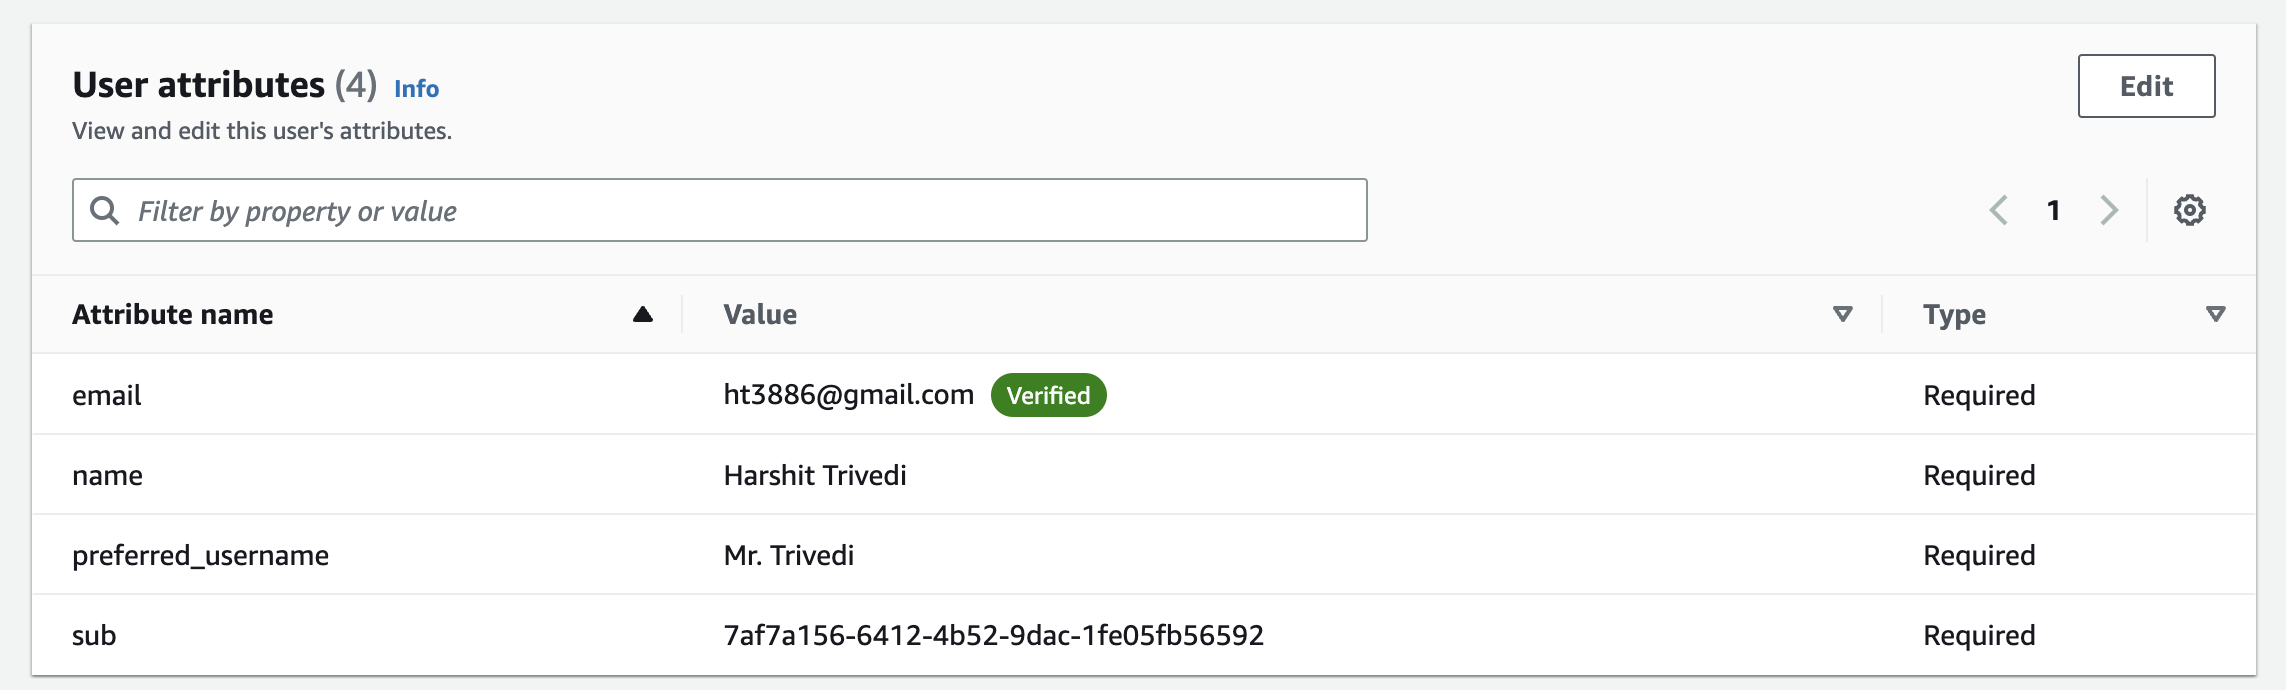 User attributes (4) Info
Edit
View and edit this user's attributes.
Filter by property or value
1
Attribute name Value Type
email ht3886@gmail.com Verified Required
name Harshit Trivedi Required
preferred_username Mr. Trivedi Required
sub 7af7a156-6412-4b52-9dac-1fe05fb56592 Required